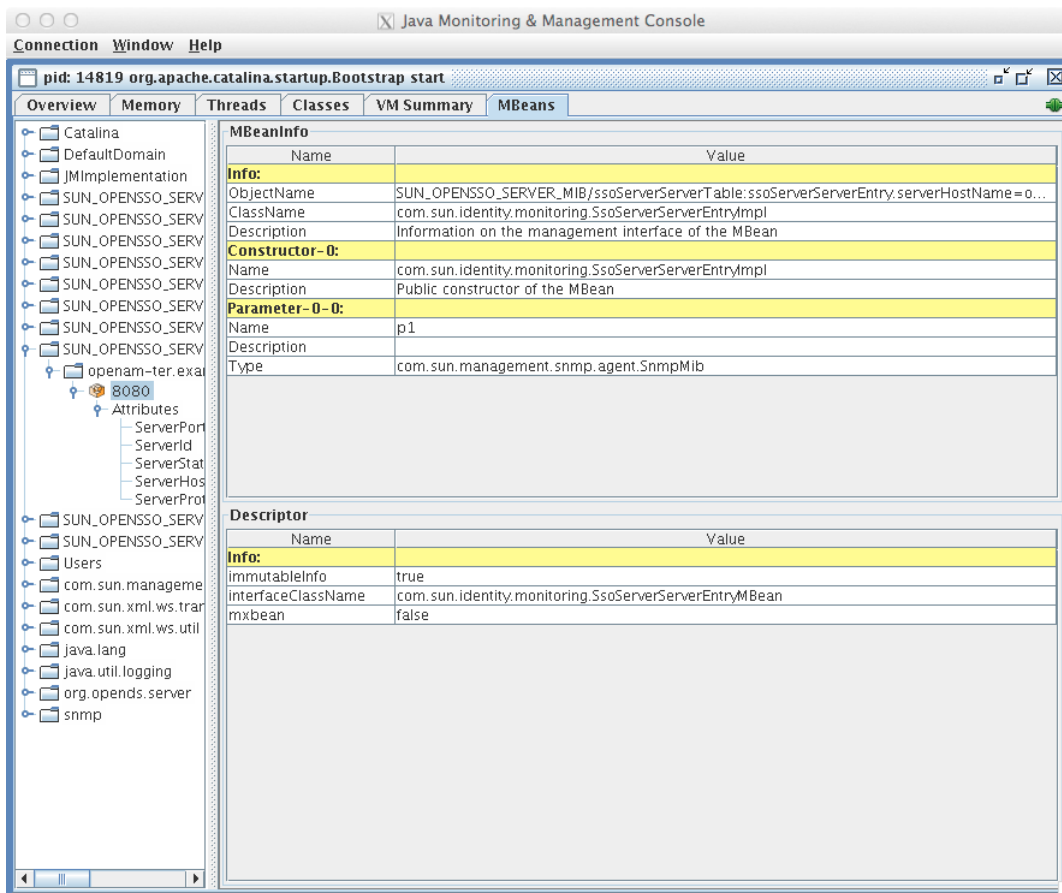 Java Monitoring & Management Console
Connection Window Help
pid: 14819 org.apache.catalina.startup.Bootstrap start
Overview Memory Threads Classes VM Summary MBeans
Catalina
DefaultDomain
JMImplementation
SUN_OPENSSO_SERV
SUN_OPENSSO_SERV
SUN_OPENSSO_SERV
SUN_OPENSSO_SERV
SUN_OPENSSO_SERV
SUN_OPENSSO_SERV
SUN_OPENSSO_SERV
SUN_OPENSSO_SERV
openam-ter.exai
8080
Attributes
ServerPort
ServerId
ServerStat
ServerHos
ServerProt
SUN_OPENSSO_SERV
SUN_OPENSSO_SERV
Users
com.sun.manageme
com.sun.xml.ws.trar
com.sun.xml.ws.util
java.lang
java.util.logging
org.opends.server
snmp
MBeanInfo
Name Value
Info:
ObjectName SUN_OPENSSO_SERVER_MIB/ssoServerServerTable:ssoServerServerEntry.serverHostName=o...
ClassName com.sun.identity.monitoring.SsoServerServerEntryImpl
Description Information on the management interface of the MBean
Constructor-0:
Name com.sun.identity.monitoring.SsoServerServerEntryImpl
Description Public constructor of the MBean
Parameter-0-0:
Name p1
Description
Type com.sun.management.snmp.agent.SnmpMib
Descriptor
Name Value
Info:
immutableInfo true
interfaceClassName com.sun.identity.monitoring.SsoServerServerEntryMBean
mxbean false